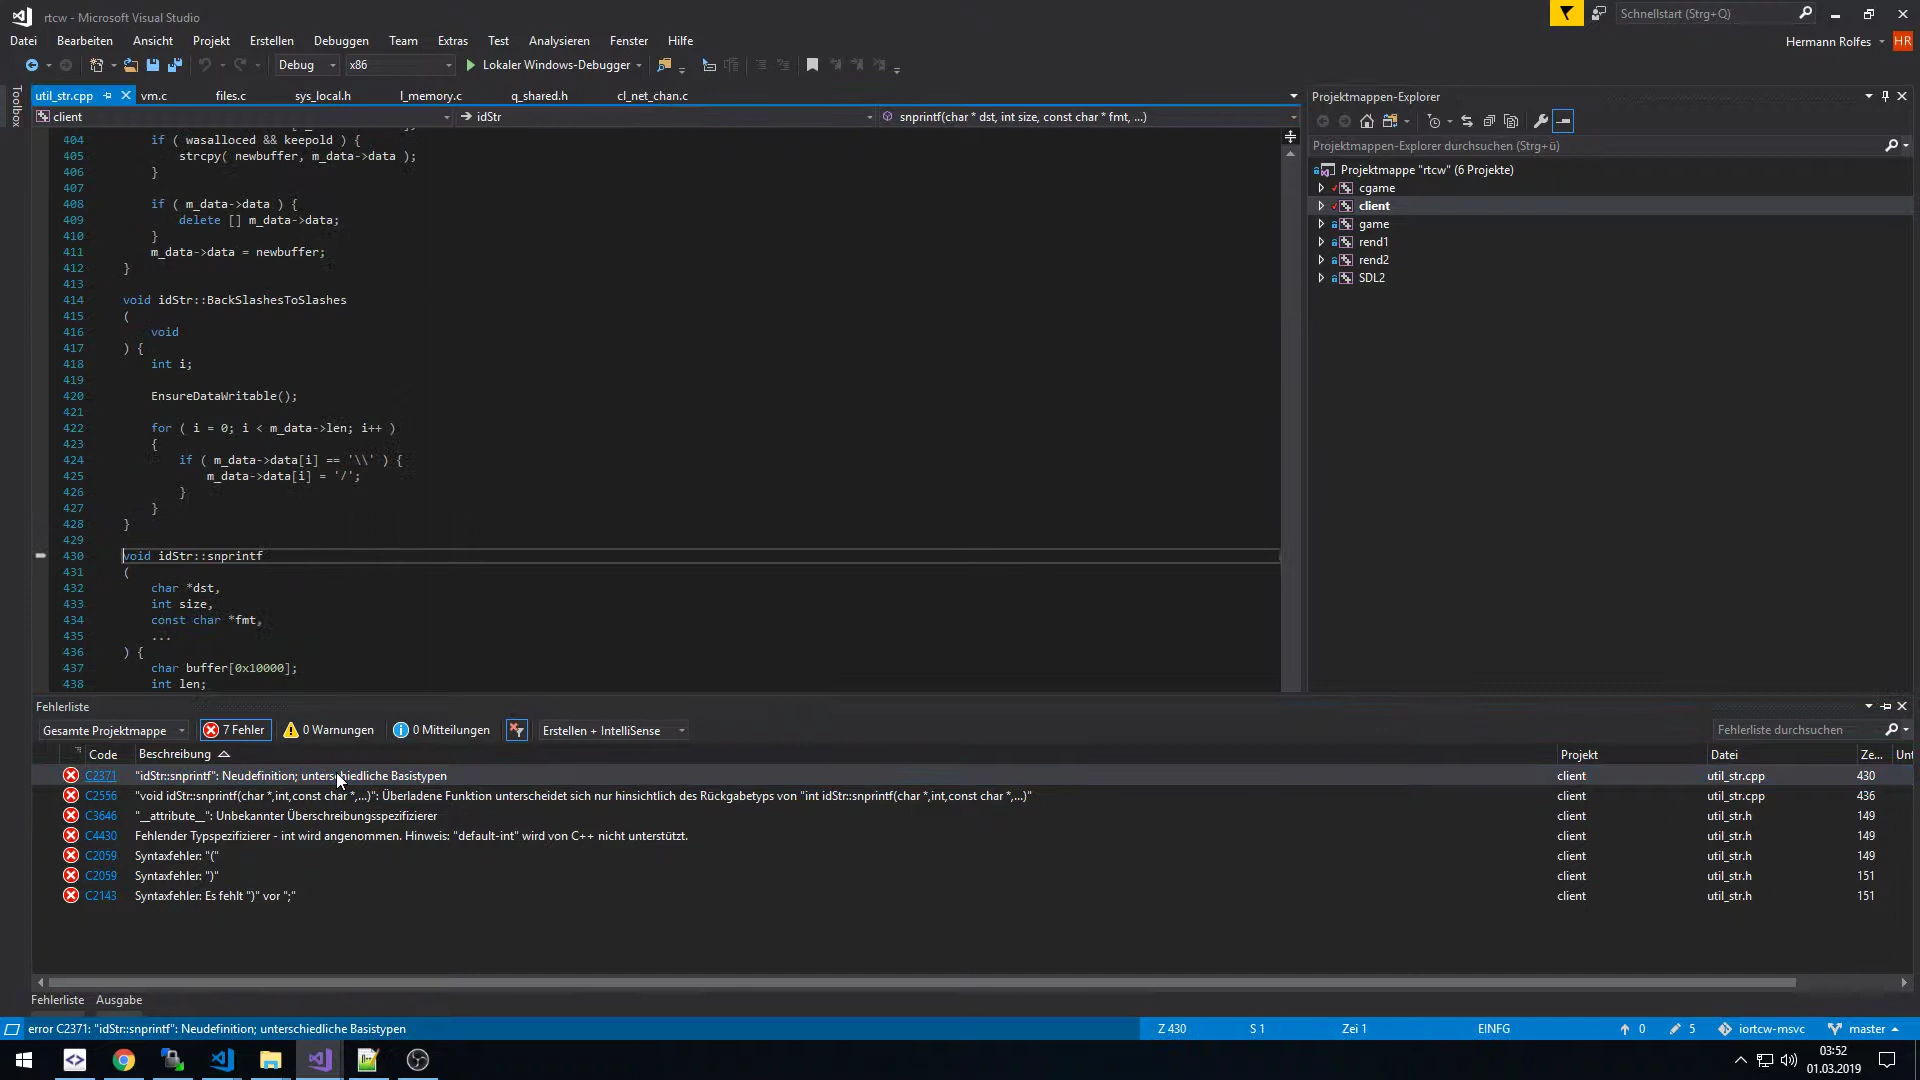 rtcw - Microsoft Visual Studio
Schnellstart (Strg+Q)
Datei Bearbeiten Ansicht Projekt Erstellen Debuggen Team Extras Test Analysieren Fenster Hilfe
Hermann Rolfes HR
Debug x86 Lokaler Windows-Debugger
Toolbox
util_str.cpp vm.c files.c sys_local.h l_memory.c q_shared.h cl_net_chan.c
client idStr snprintf(char * dst, int size, const char * fmt, ...)
404 if ( wasalloced && keepold ) {
405 strcpy( newbuffer, m_data->data );
406 }
407
408 if ( m_data->data ) {
409 delete [] m_data->data;
410 }
411 m_data->data = newbuffer;
412 }
413
414 void idStr::BackSlashesToSlashes
415 (
416 void
417 ) {
418 int i;
419
420 EnsureDataWritable();
421
422 for ( i = 0; i < m_data->len; i++ )
423 {
424 if ( m_data->data[i] == '\\' ) {
425 m_data->data[i] = '/';
426 }
427 }
428 }
429
430 void idStr::snprintf
431 (
432 char *dst,
433 int size,
434 const char *fmt,
435 ...
436 ) {
437 char buffer[0x10000];
438 int len;
Projektmappen-Explorer
Projektmappen-Explorer durchsuchen (Strg+ü)
Projektmappe "rtcw" (6 Projekte)
cgame
client
game
rend1
rend2
SDL2
Fehlerliste
Gesamte Projektmappe 7 Fehler 0 Warnungen 0 Mitteilungen Erstellen + IntelliSense Fehlerliste durchsuchen
Code Beschreibung Projekt Datei Ze... Unt
C2371 "idStr::snprintf": Neudefinition; unterschiedliche Basistypen client util_str.cpp 430
C2556 "void idStr::snprintf(char *,int,const char *,...)": Überladene Funktion unterscheidet sich nur hinsichtlich des Rückgabetyps von "int idStr::snprintf(char *,int,const char *,...)" client util_str.cpp 436
C3646 "__attribute__": Unbekannter Überschreibungsspezifizierer client util_str.h 149
C4430 Fehlender Typspezifizierer - int wird angenommen. Hinweis: "default-int" wird von C++ nicht unterstützt. client util_str.h 149
C2059 Syntaxfehler: "(" client util_str.h 149
C2059 Syntaxfehler: ")" client util_str.h 151
C2143 Syntaxfehler: Es fehlt ")" vor ";" client util_str.h 151
Fehlerliste Ausgabe
error C2371: "idStr::snprintf": Neudefinition; unterschiedliche Basistypen Z 430 S 1 Zei 1 EINFG 0 5 iortcw-msvc master
03:52
01.03.2019